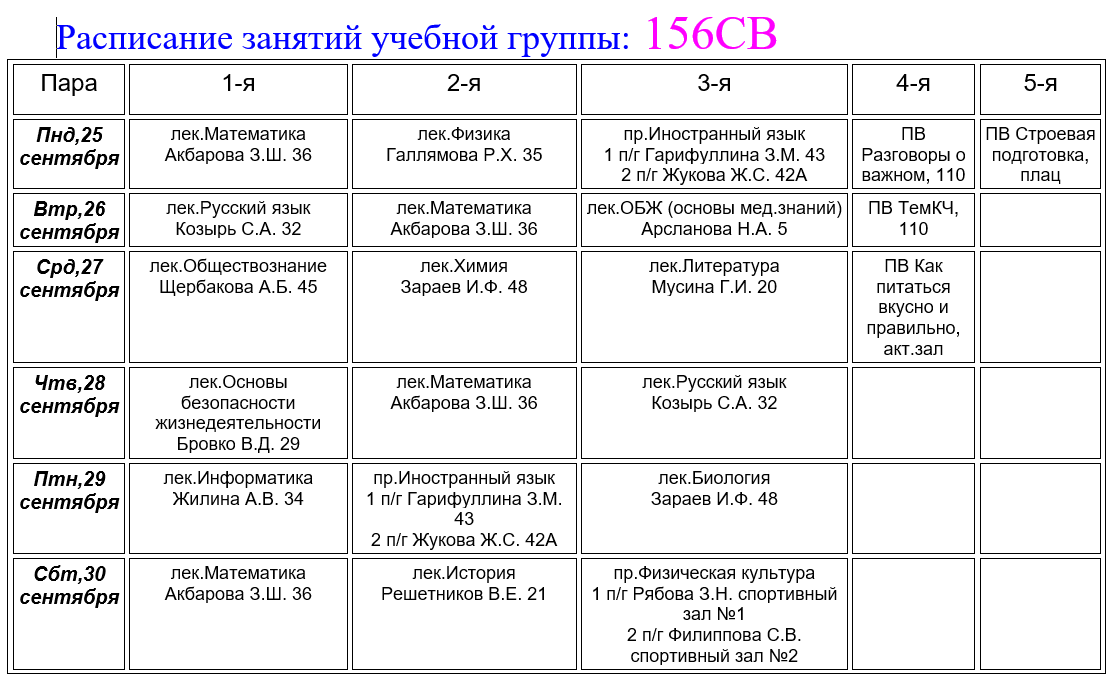 Расписание занятий учебной группы: 156СВ
Пара
1-я
2-я
3-я
4-я
5-я
Пнд,25
сентября
лек.Математика
Акбарова З.Ш. 36
лек.Физика
Галлямова Р.Х. 35
пр.Иностранный язык
1 п/г Гарифуллина З.М. 43
2 п/г Жукова Ж.С. 42А
ПВ
Разговоры о
важном, 110
ПВ Строевая
подготовка,
плац
Втр,26
сентября
лек.Русский язык
Козырь С.А. 32
лек.Математика
Акбарова З.Ш. 36
лек.ОБЖ (основы мед.знаний)
Арсланова Н.А. 5
ПВ ТемКЧ,
110
Срд,27
сентября
лек.Обществознание
Щербакова А.Б. 45
лек.Химия
Зараев И.Ф. 48
лек.Литература
Мусина Г.И. 20
ПВ Как
питаться
вкусно и
правильно,
акт.зал
Чтв,28
сентября
лек.Основы
безопасности
жизнедеятельности
Бровко В.Д. 29
лек.Математика
Акбарова З.Ш. 36
лек.Русский язык
Козырь С.А. 32
Птн,29
сентября
лек.Информатика
Жилина А.В. 34
пр.Иностранный язык
1 п/г Гарифуллина З.М.
43
2 п/г Жукова Ж.С. 42А
лек.Биология
Зараев И.Ф. 48
Сбт,30
сентября
лек.Математика
Акбарова З.Ш. 36
лек.История
Решетников В.Е. 21
пр.Физическая культура
1 п/г Рябова З.Н. спортивный
зал №1
2 п/г Филиппова С.В.
спортивный зал №2